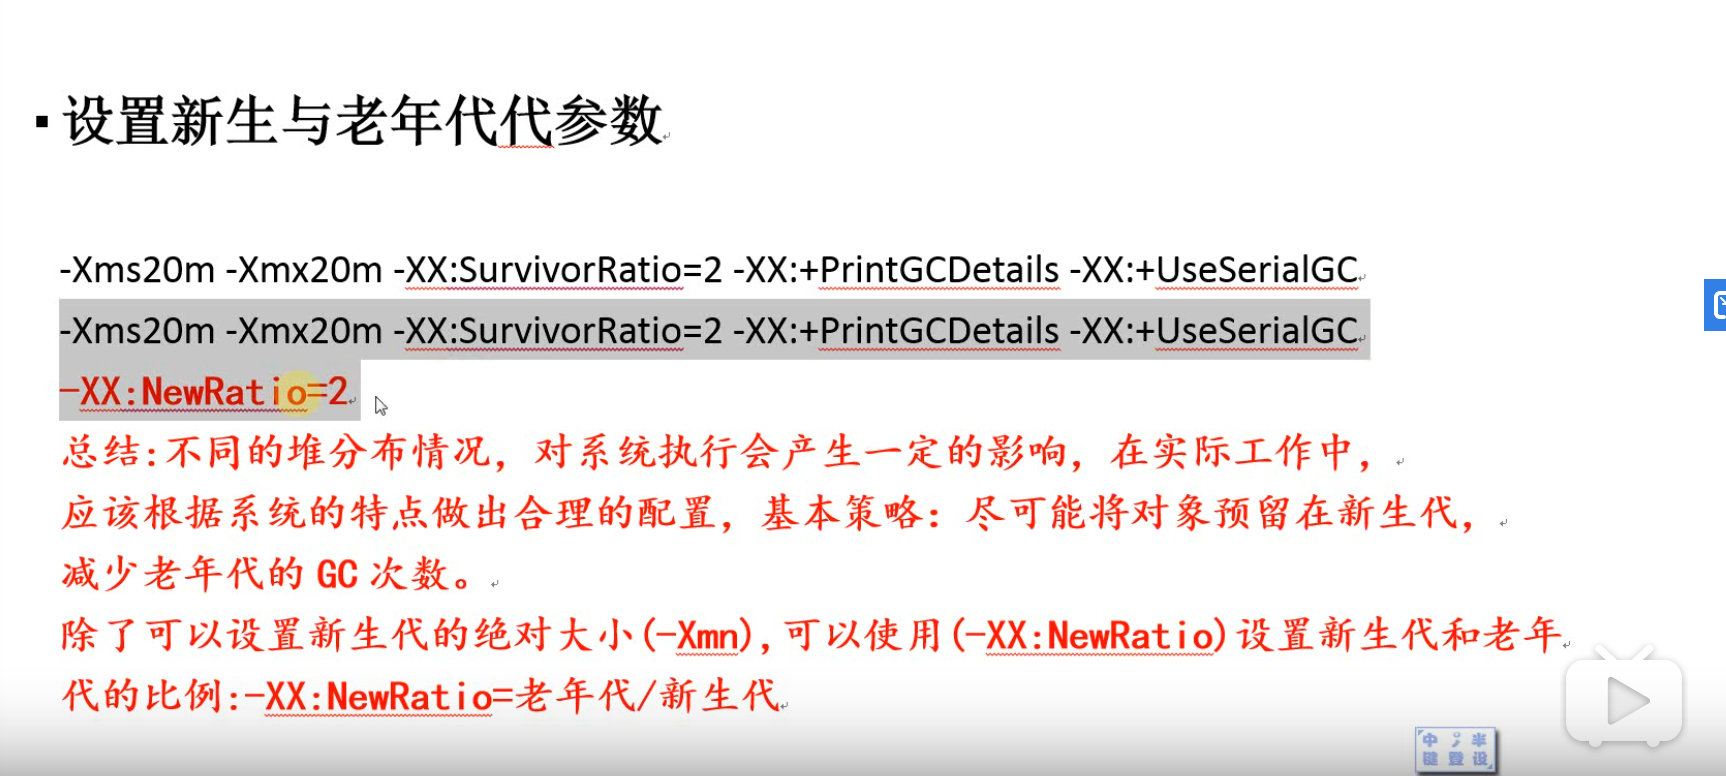 ▪ 设置新生与老年代代参数
-Xms20m -Xmx20m -XX:SurvivorRatio=2 -XX:+PrintGCDetails -XX:+UseSerialGC
-Xms20m -Xmx20m -XX:SurvivorRatio=2 -XX:+PrintGCDetails -XX:+UseSerialGC
-XX:NewRatio=2
总结:不同的堆分布情况，对系统执行会产生一定的影响，在实际工作中，
应该根据系统的特点做出合理的配置，基本策略：尽可能将对象预留在新生代，
减少老年代的 GC 次数。
除了可以设置新生代的绝对大小(-Xmn),可以使用(-XX:NewRatio)设置新生代和老年
代的比例:-XX:NewRatio=老年代/新生代
中 ; 半
键 登 设